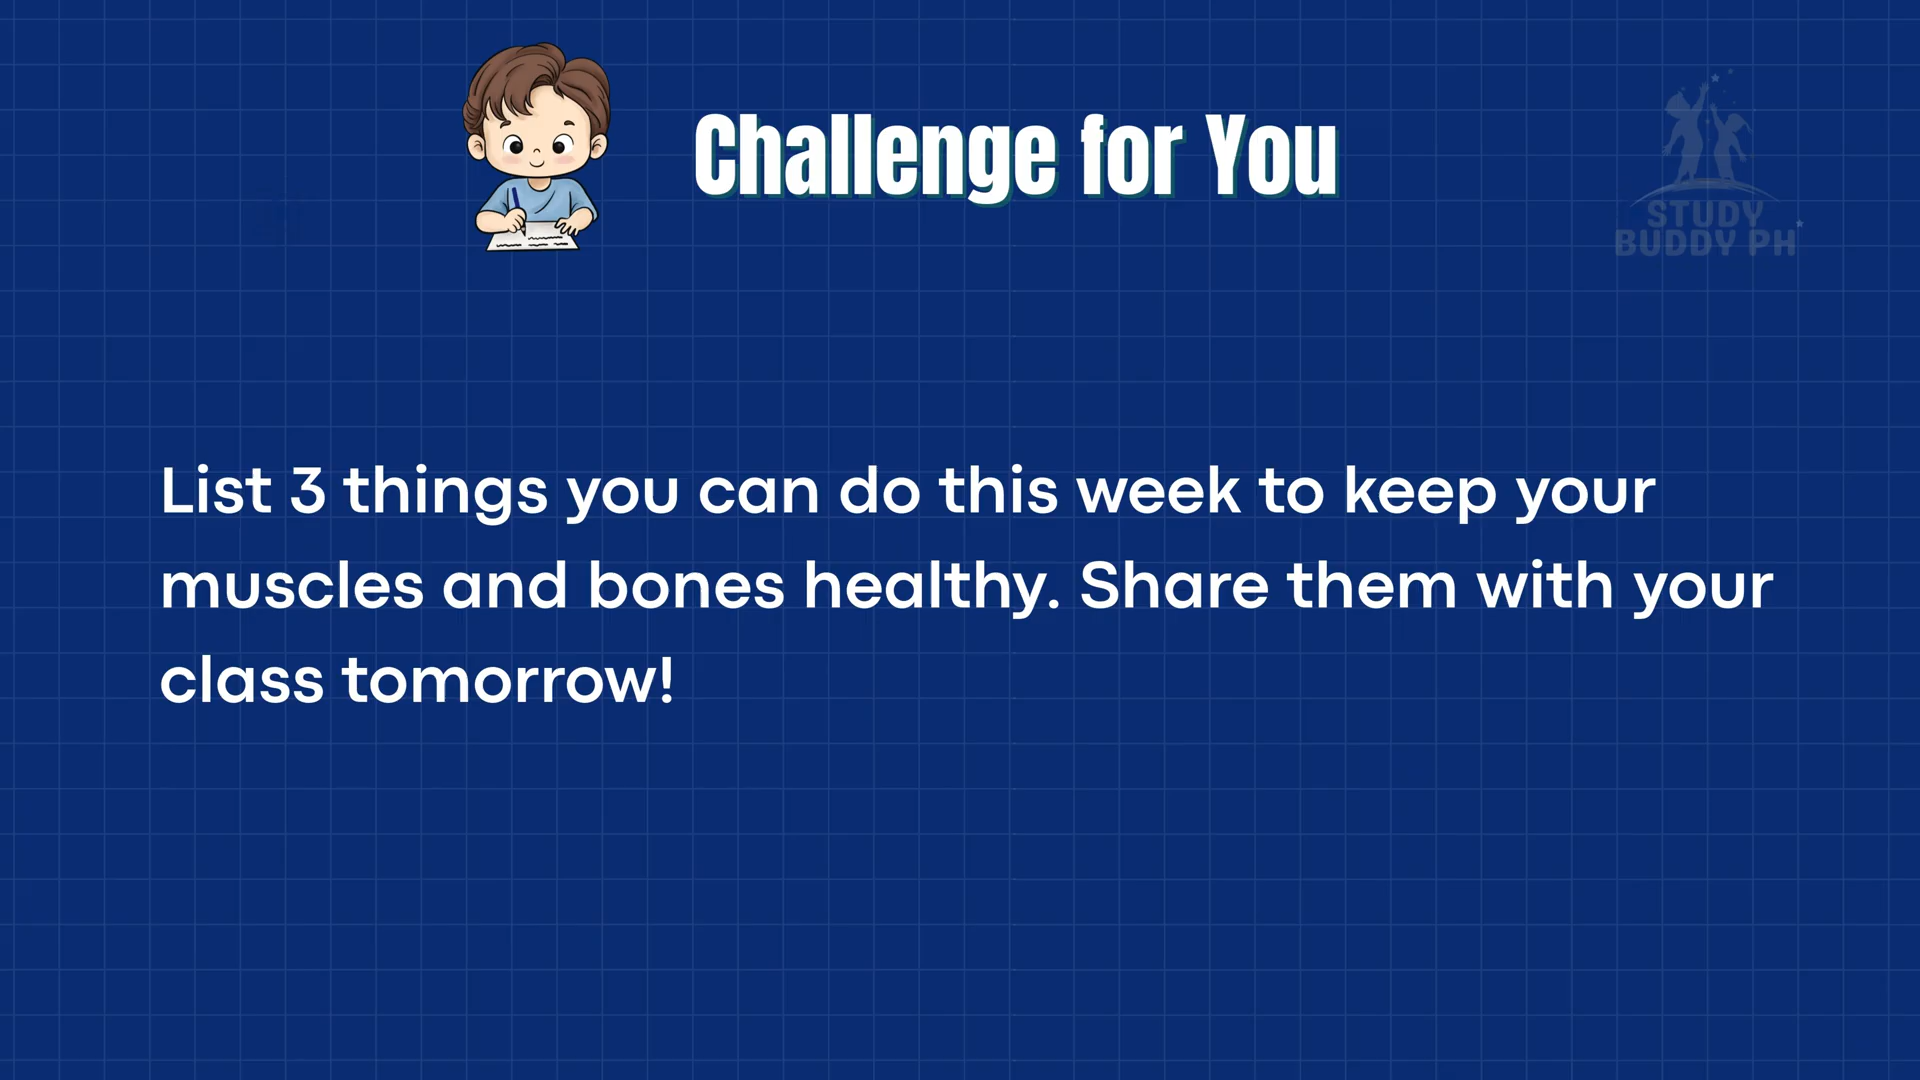 Challenge for You
STUDY
BUDDY PH
List 3 things you can do this week to keep your
muscles and bones healthy. Share them with your
class tomorrow!